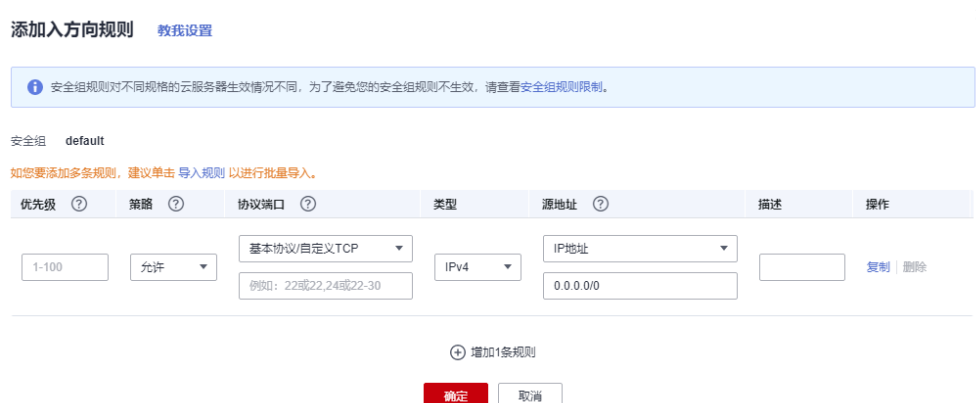 添加入方向规则 教我设置
安全组规则对不同规格的云服务器生效情况不同，为了避免您的安全组规则不生效，请查看安全组规则限制。
安全组 default
如您要添加多条规则，建议单击 导入规则 以进行批量导入。
优先级 ? 策略 ? 协议端口 ? 类型 源地址 ? 描述 操作
基本协议/自定义TCP IP地址
1-100 允许 IPv4 复制 删除
例如：22或22,24或22-30 0.0.0.0/0
增加1条规则
确定 取消